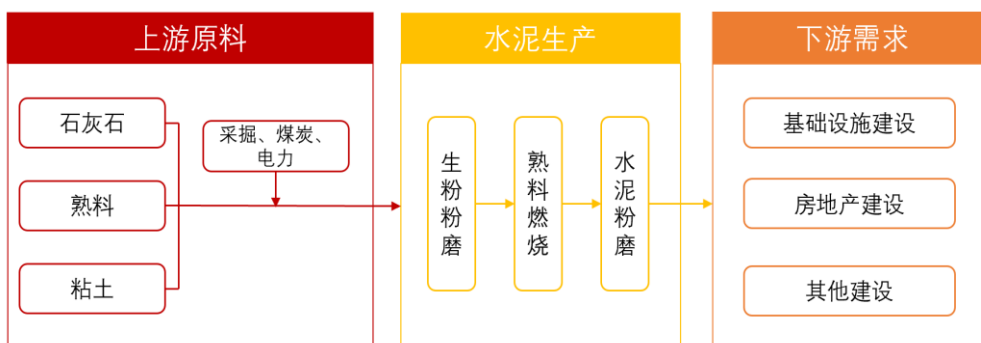 上游原料
石灰石
熟料
粘土
采掘、煤炭、
电力
水泥生产
生粉粉磨
熟料燃烧
水泥粉磨
下游需求
基础设施建设
房地产建设
其他建设